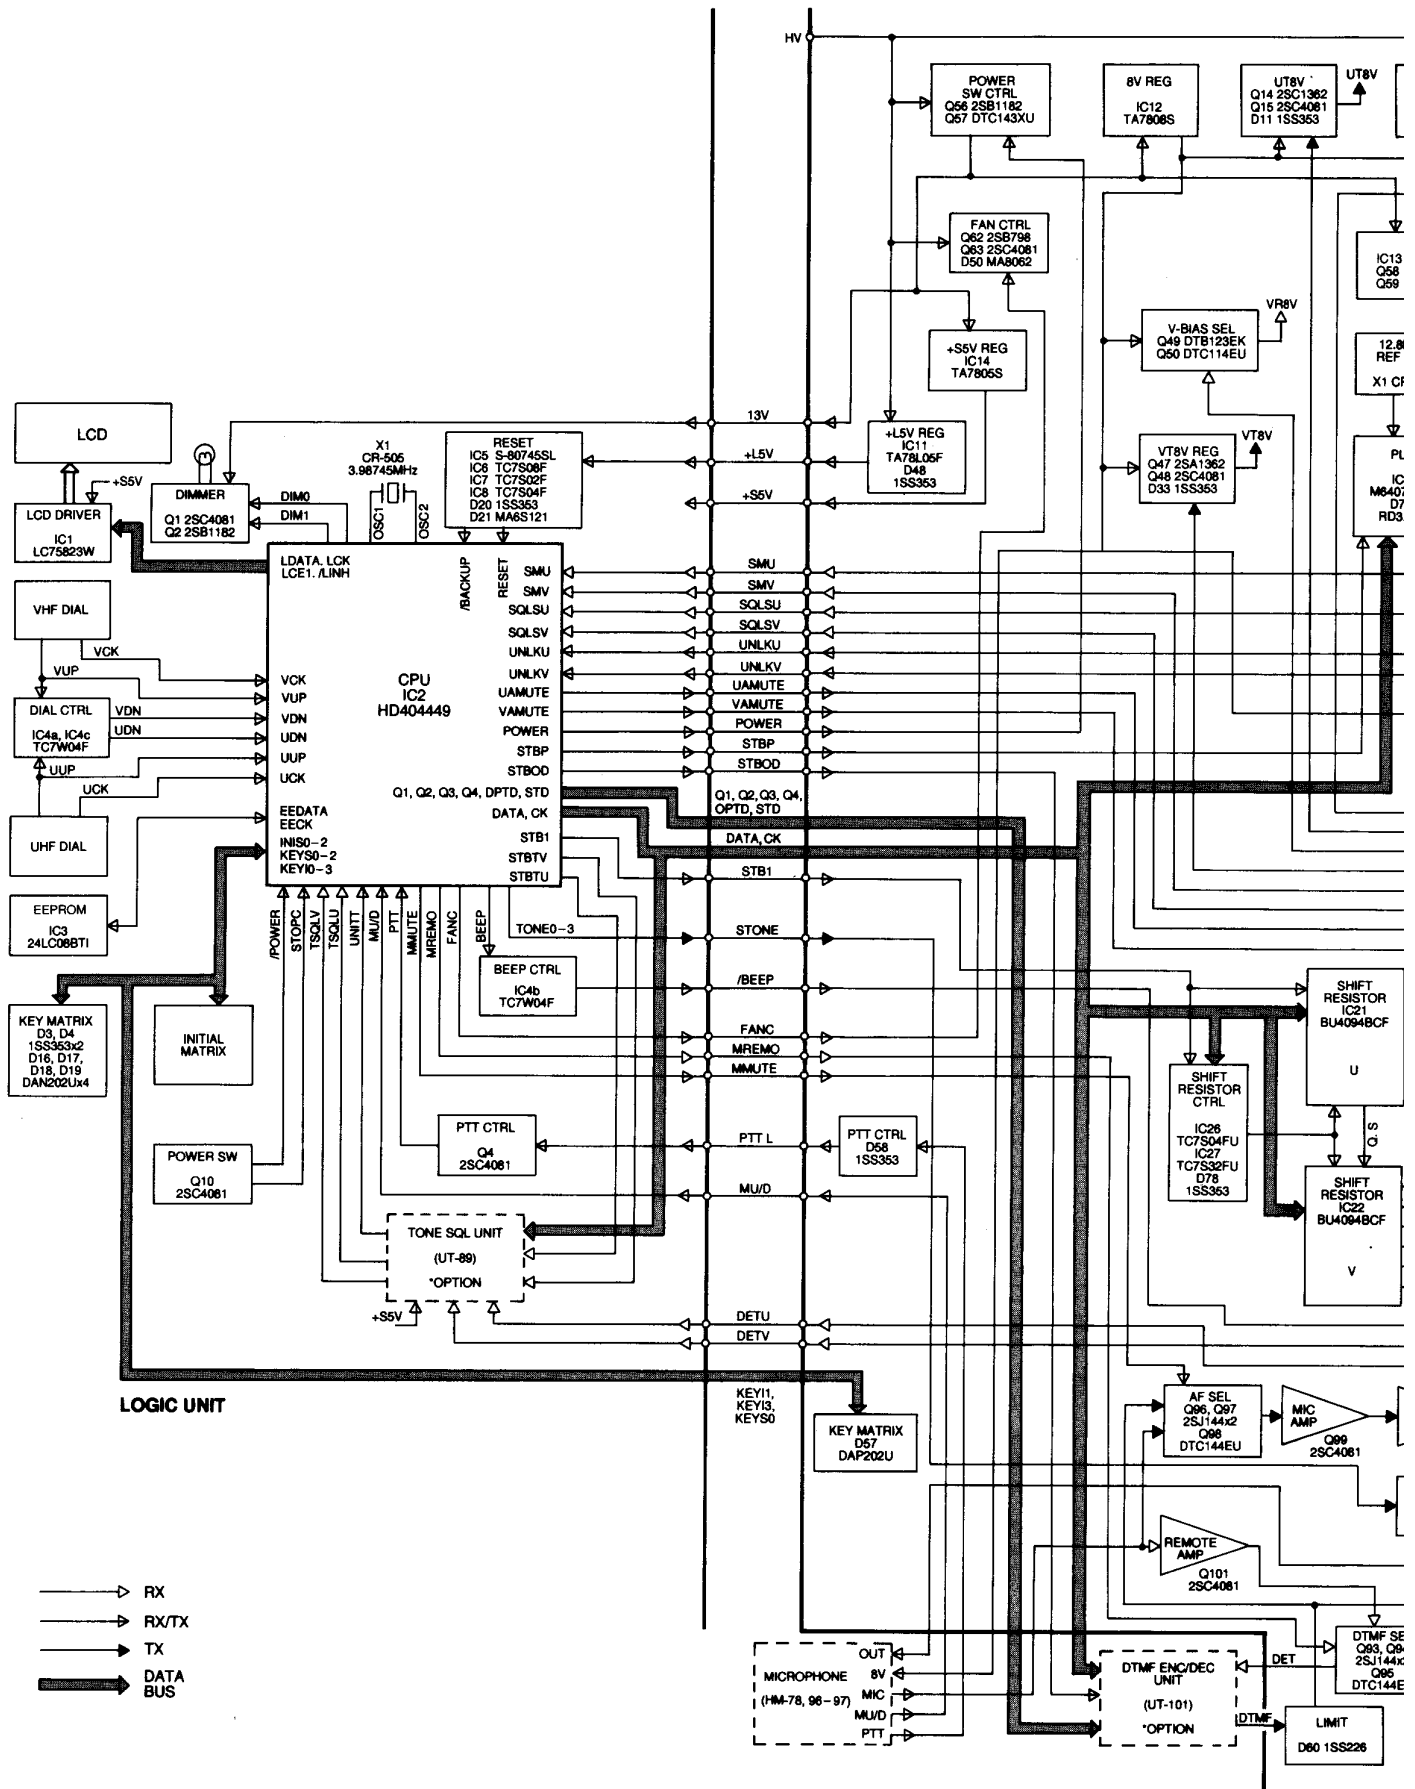 HV
POWER
SW CTRL
Q56 2SB1182
Q57 DTC143XU
8V REG
IC12
TA7808S
UT8V
Q14 2SC1362
Q15 2SC4081
D11 1SS353
UT8V
FAN CTRL
Q62 2SB798
Q63 2SC4081
D50 MA8062
IC13
Q58
Q59
VR8V
V-BIAS SEL
Q49 DTB123EK
Q50 DTC114EU
+S5V REG
IC14
TA7805S
REF
VT8V
VT8V REG
Q47 2SA1362
Q48 2SC4081
D33 1SS353
+L5V REG
IC11
TA78L05F
D48
1SS353
13V
+L5V
+S5V
LCD
+S5V
LCD DRIVER
IC1
LC75823W
DIMMER
Q1 2SC4081
Q2 2SB1182
DIM0
DIM1
X1
CR-505
3.98745MHz
OSC1
OSC2
RESET
IC5 S-80745SL
IC6 TC7S08F
IC7 TC7S02F
IC8 TC7S04F
D20 1SS353
D21 MA6S121
LDATA. LCK
LCE1. /LINH
/BACKUP
RESET
CPU
IC2
HD404449
SMU
SMV
SQLSU
SQLSV
UNLKU
UNLKV
UAMUTE
VAMUTE
POWER
STBP
STBOD
Q1, Q2, Q3, Q4, DPTD, STD
DATA, CK
STB1
STBTV
STBTU
SMU
SMV
SQLSU
SQLSV
UNLKU
UNLKV
UAMUTE
VAMUTE
POWER
STBP
STBOD
Q1, Q2, Q3, Q4,
OPTD, STD
DATA, CK
STB1
STONE
/BEEP
FANC
MREMO
MMUTE
PTT L
MU/D
DETU
DETV
VHF DIAL
VCK
VUP
DIAL CTRL
IC4a, IC4c
TC7W04F
VDN
UDN
UUP
UCK
UHF DIAL
VCK
VUP
VDN
UDN
UUP
UCK
EEDATA
EECK
INIS0-2
KEYS0-2
KEYI0-3
EEPROM
IC3
24LC08BTI
/POWER
STOPC
TSQLV
TSQLU
UNITT
MU/D
PTT
MMUTE
MREMO
FANC
BEEP
TONE0-3
BEEP CTRL
IC4b
TC7W04F
KEY MATRIX
D3, D4
1SS353x2
D16, D17,
D18, D19
DAN202Ux4
INITIAL
MATRIX
POWER SW
Q10
2SC4081
PTT CTRL
Q4
2SC4081
PTT CTRL
D58
1SS353
TONE SQL UNIT
(UT-89)
*OPTION
+S5V
SHIFT
RESISTOR
IC21
BU4094BCF
U
SHIFT
RESISTOR
CTRL
IC26
TC7S04FU
IC27
TC7S32FU
D78
1SS353
Q. S
SHIFT
RESISTOR
IC22
BU4094BCF
V
LOGIC UNIT
KEYI1,
KEYI3,
KEYS0
KEY MATRIX
D57
DAP202U
AF SEL
Q96, Q97
2SJ144x2
Q98
DTC144EU
MIC
AMP
Q99
2SC4081
REMOTE
AMP
Q101
2SC4081
RX
RX/TX
TX
DATA
BUS
MICROPHONE
(HM-78, 96-97)
OUT
8V
MIC
MU/D
PTT
DTMF ENC/DEC
UNIT
(UT-101)
*OPTION
DET
DTMF
Q95
LIMIT
D60 1SS226